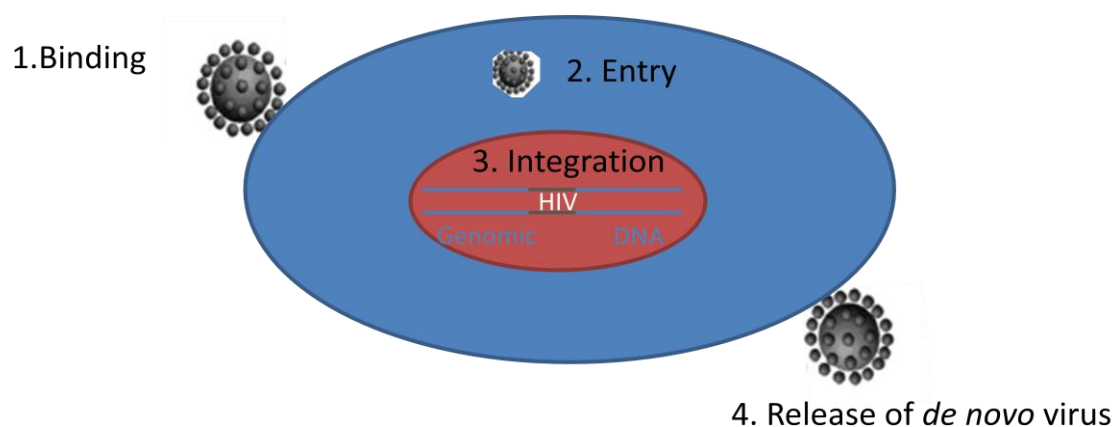 1.Binding
2. Entry
3. Integration
HIV
Genomic DNA
4. Release of de novo virus